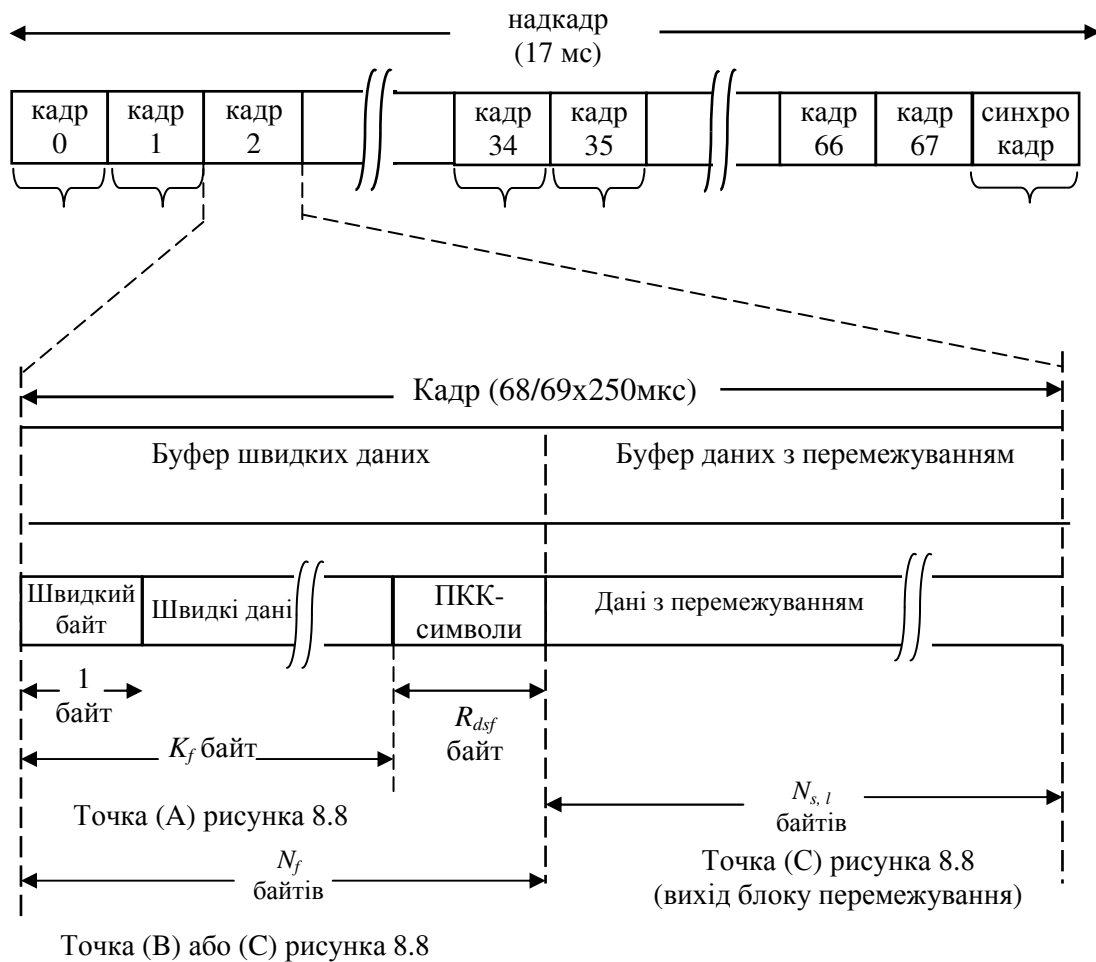 надкадр
(17 мс)
кадр 0
кадр 1
кадр 2
кадр 34
кадр 35
кадр 66
кадр 67
синхро кадр
Кадр (68/69x250мкс)
Буфер швидких даних
Буфер даних з перемежуванням
Швидкий байт
Швидкі дані
ПКК-символи
Дані з перемежуванням
1 байт
R_dsf байт
K_f байт
Точка (А) рисунка 8.8
N_s, l байтів
Точка (С) рисунка 8.8
(вихід блоку перемежування)
N_f байтів
Точка (В) або (С) рисунка 8.8